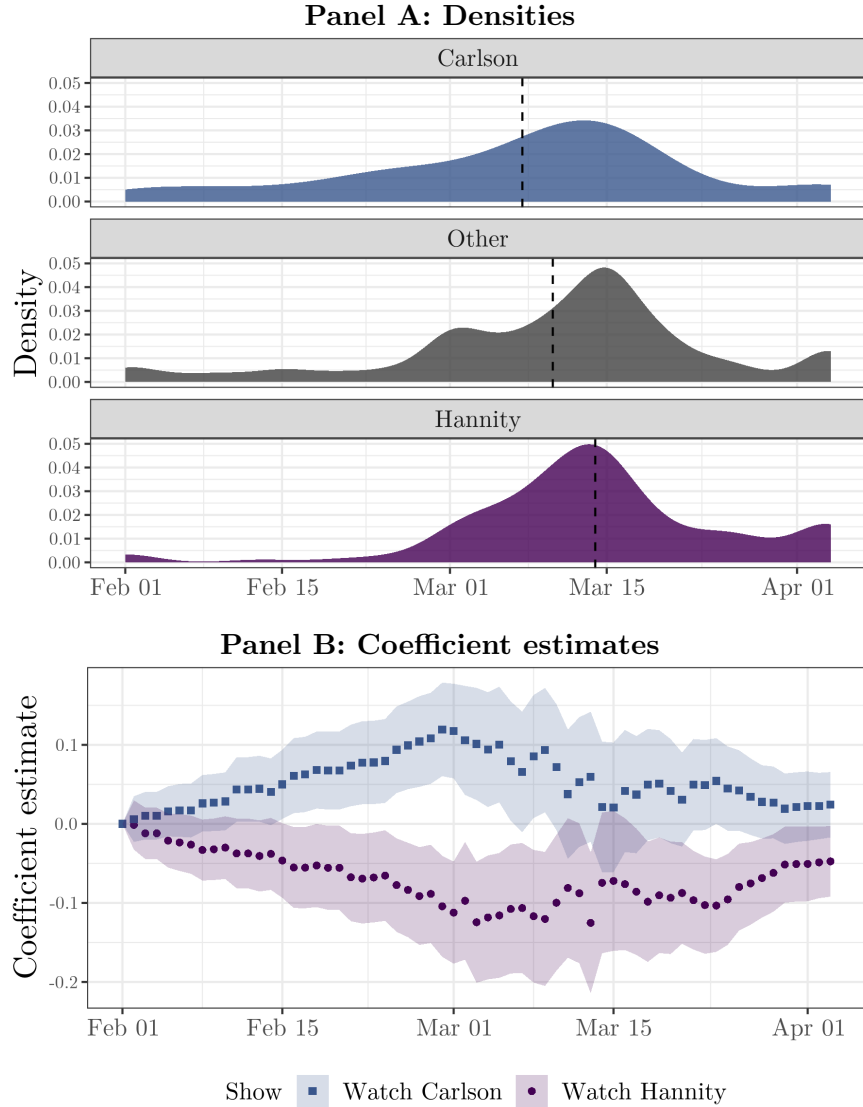 Panel A: Densities
Carlson
0.05
0.04
0.03
0.02
0.01
0.00
Other
0.05
0.04
0.03
0.02
0.01
0.00
Density
Hannity
0.05
0.04
0.03
0.02
0.01
0.00
Feb 01 Feb 15 Mar 01 Mar 15 Apr 01
Panel B: Coefficient estimates
0.1
0.0
-0.1
-0.2
Coefficient estimate
Feb 01 Feb 15 Mar 01 Mar 15 Apr 01
Show Watch Carlson Watch Hannity